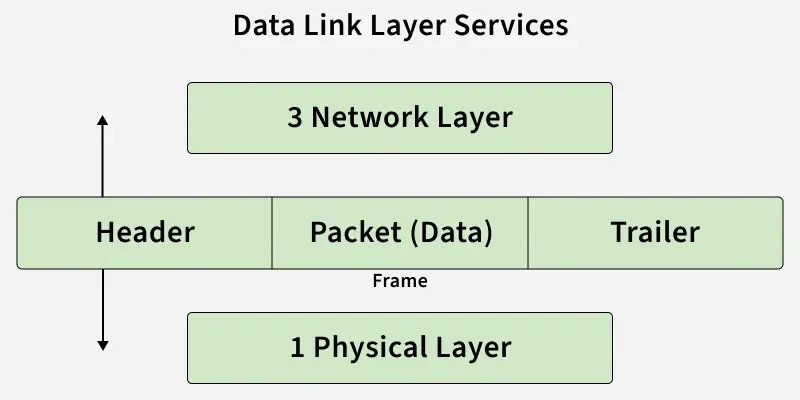 Data Link Layer Services
3 Network Layer
Header Packet (Data) Trailer
Frame
1 Physical Layer